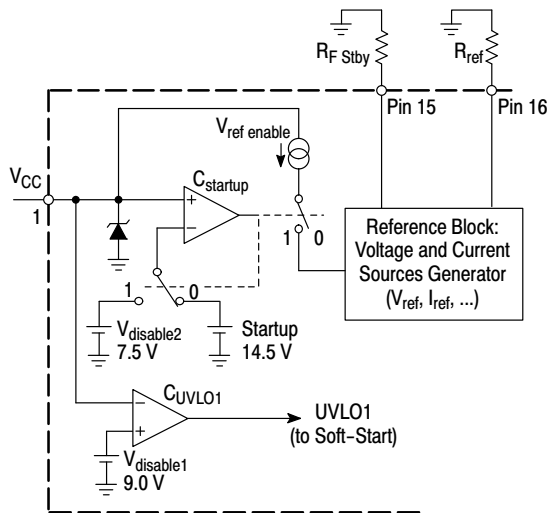 R_F Stby
R_ref
Pin 15
Pin 16
V_ref enable
V_CC
1
C_startup
+
−
1 0
Reference Block:
Voltage and Current
Sources Generator
(V_ref, I_ref, ...)
1 0
V_disable2
7.5 V
Startup
14.5 V
C_UVLO1
−
+
UVLO1
(to Soft−Start)
V_disable1
9.0 V